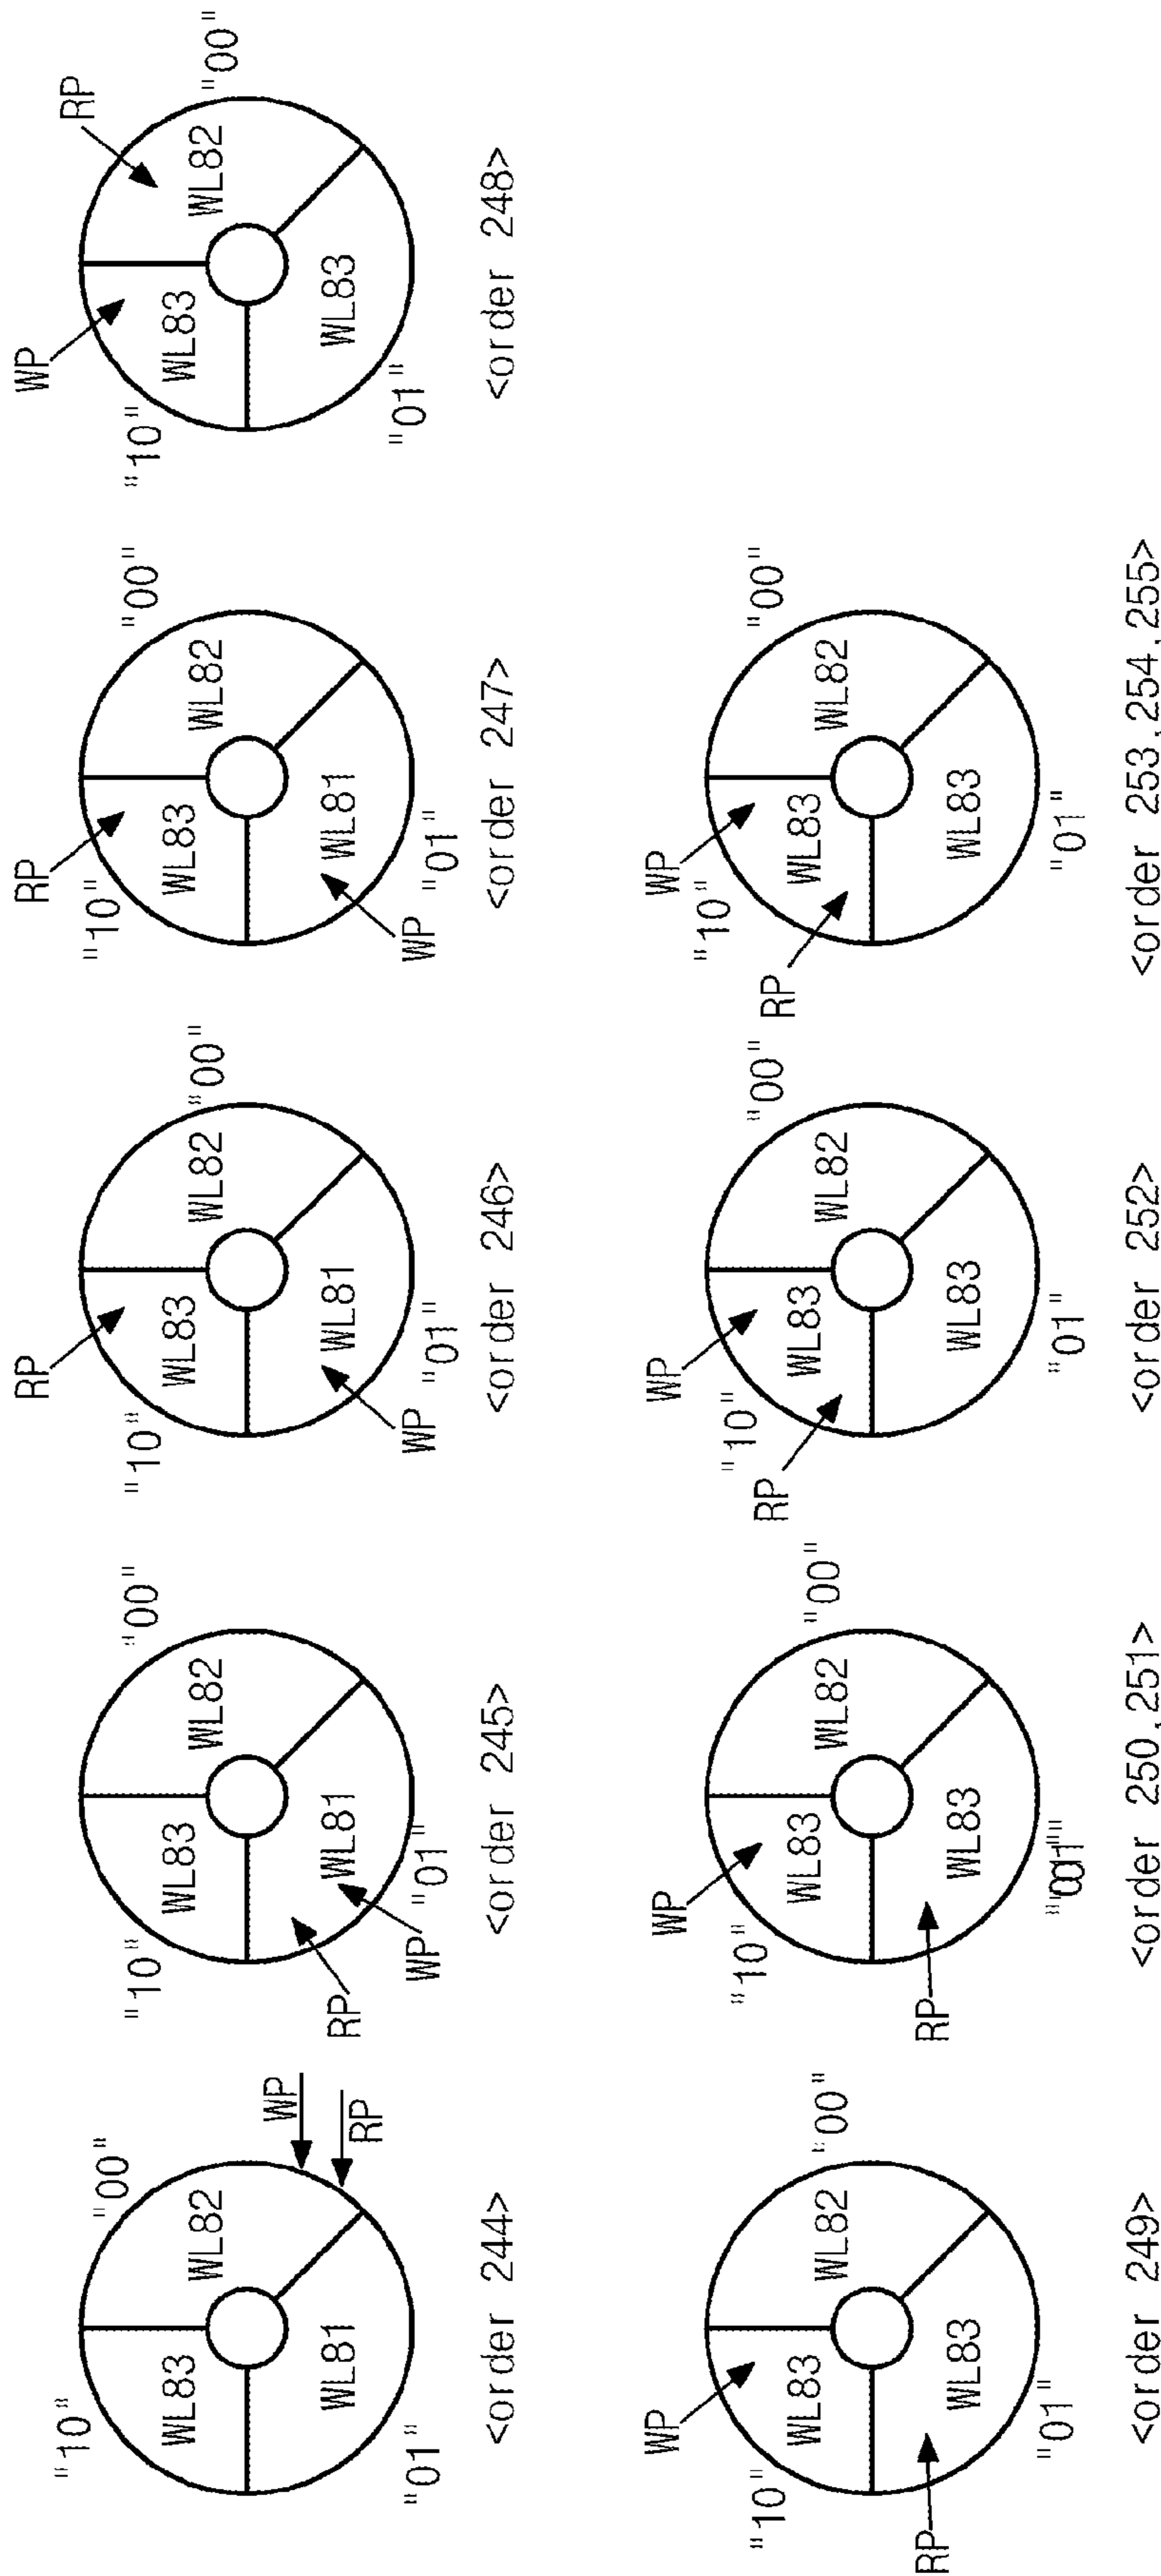 "10"
"00"
WL83
WL82
WL81
WP
RP
"01"
<order 244>
"10"
"00"
WL83
WL82
WL81
RP
WP
"01"
<order 245>
RP
"10"
"00"
WL83
WL82
WL81
WP
"01"
<order 246>
RP
"10"
"00"
WL83
WL82
WL81
WP
"01"
<order 247>
WP
RP
"10"
"00"
WL83
WL82
WL83
"01"
<order 248>
WP
"10"
"00"
WL83
WL82
WL83
RP
"01"
<order 249>
WP
"10"
"00"
WL83
WL82
WL83
RP
<order 250,251>
WP
"10"
"00"
WL83
WL82
RP
WL83
"01"
<order 252>
WP
"10"
"00"
WL83
WL82
RP
WL83
"01"
<order 253,254,255>